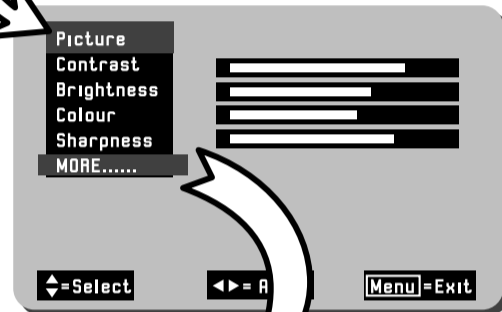 Picture
Contrast
Brightness
Colour
Sharpness
MORE......
=Select
= A
Menu =Exit